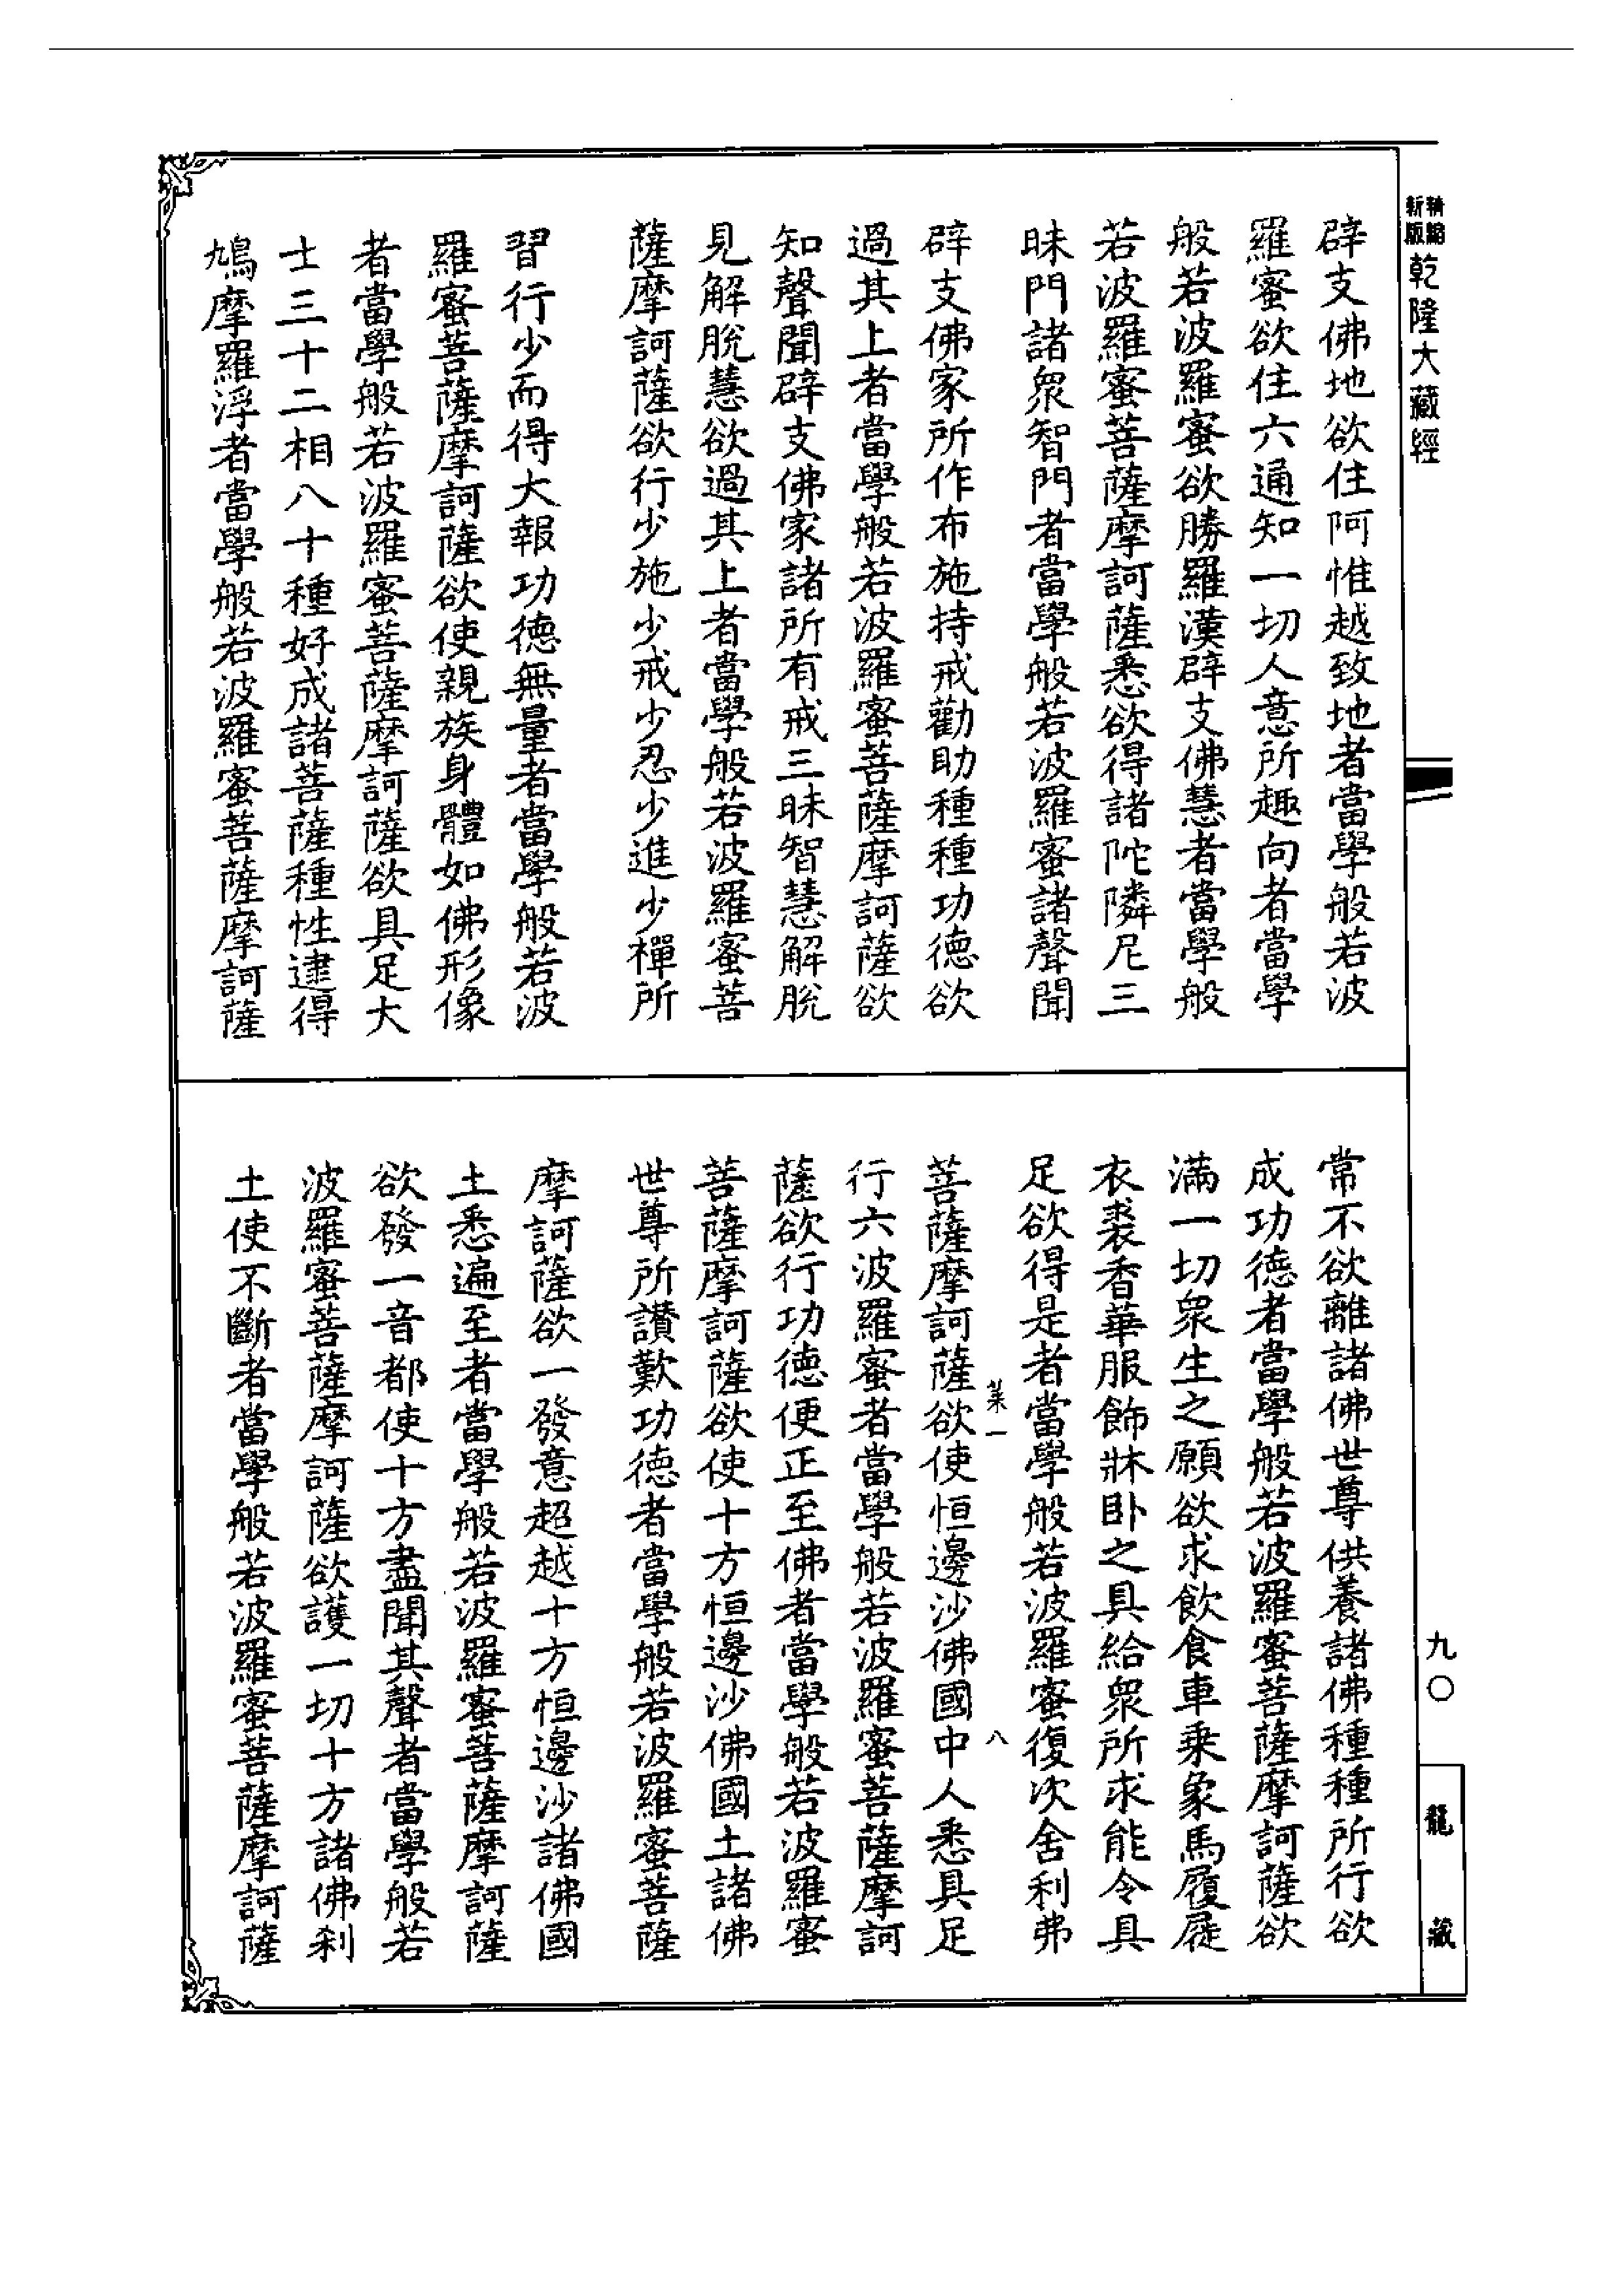 新版精縮乾隆大藏經
辟支佛地欲住阿惟越致地者當學般若波
羅蜜欲住六通知一切人意所趣向者當學
般若波羅蜜欲勝羅漢辟支佛慧者當學般
若波羅蜜菩薩摩訶薩悉欲得諸陀隣尼三
昧門諸衆智門者當學般若波羅蜜諸聲聞
辟支佛家所作布施持戒勸助種種功德欲
過其上者當學般若波羅蜜菩薩摩訶薩欲
知聲聞辟支佛家諸所有戒三昧智慧解脫
見解脫慧欲過其上者當學般若波羅蜜菩
薩摩訶薩欲行少施少戒少忍少進少禪所
習行少而得大報功德無量者當學般若波
羅蜜菩薩摩訶薩欲使親族身體如佛形像
者當學般若波羅蜜菩薩摩訶薩欲具足大
士三十二相八十種好成諸菩薩種性逮得
鳩摩羅浮者當學般若波羅蜜菩薩摩訶薩
常不欲離諸佛世尊供養諸佛種種所行欲
成功德者當學般若波羅蜜菩薩摩訶薩欲
滿一切衆生之願欲求飲食車乘象馬履屣
衣裘香華服飾牀卧之具給衆所求能令具
足欲得是者當學般若波羅蜜復次舍利弗
菜一 八
菩薩摩訶薩欲使恒邊沙佛國中人悉具足
行六波羅蜜者當學般若波羅蜜菩薩摩訶
薩欲行功德便正至佛者當學般若波羅蜜
菩薩摩訶薩欲使十方恒邊沙佛國土諸佛
世尊所讃歎功德者當學般若波羅蜜菩薩
摩訶薩欲一發意超越十方恒邊沙諸佛國
土悉遍至者當學般若波羅蜜菩薩摩訶薩
欲發一音都使十方盡聞其聲者當學般若
波羅蜜菩薩摩訶薩欲護一切十方諸佛刹
土使不斷者當學般若波羅蜜菩薩摩訶薩
九〇
龍藏